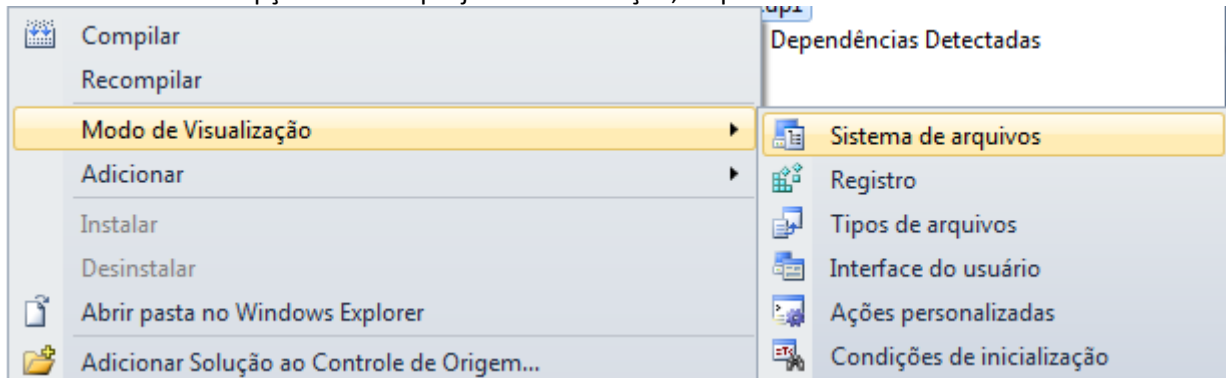 Compilar
Recompilar
Modo de Visualização
Adicionar
Instalar
Desinstalar
Abrir pasta no Windows Explorer
Adicionar Solução ao Controle de Origem...
Dependências Detectadas
Sistema de arquivos
Registro
Tipos de arquivos
Interface do usuário
Ações personalizadas
Condições de inicialização